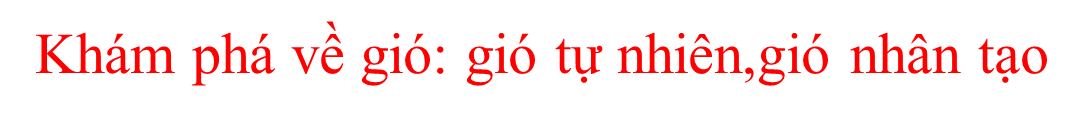 Khám phá về gió: gió tự nhiên,gió nhân tạo